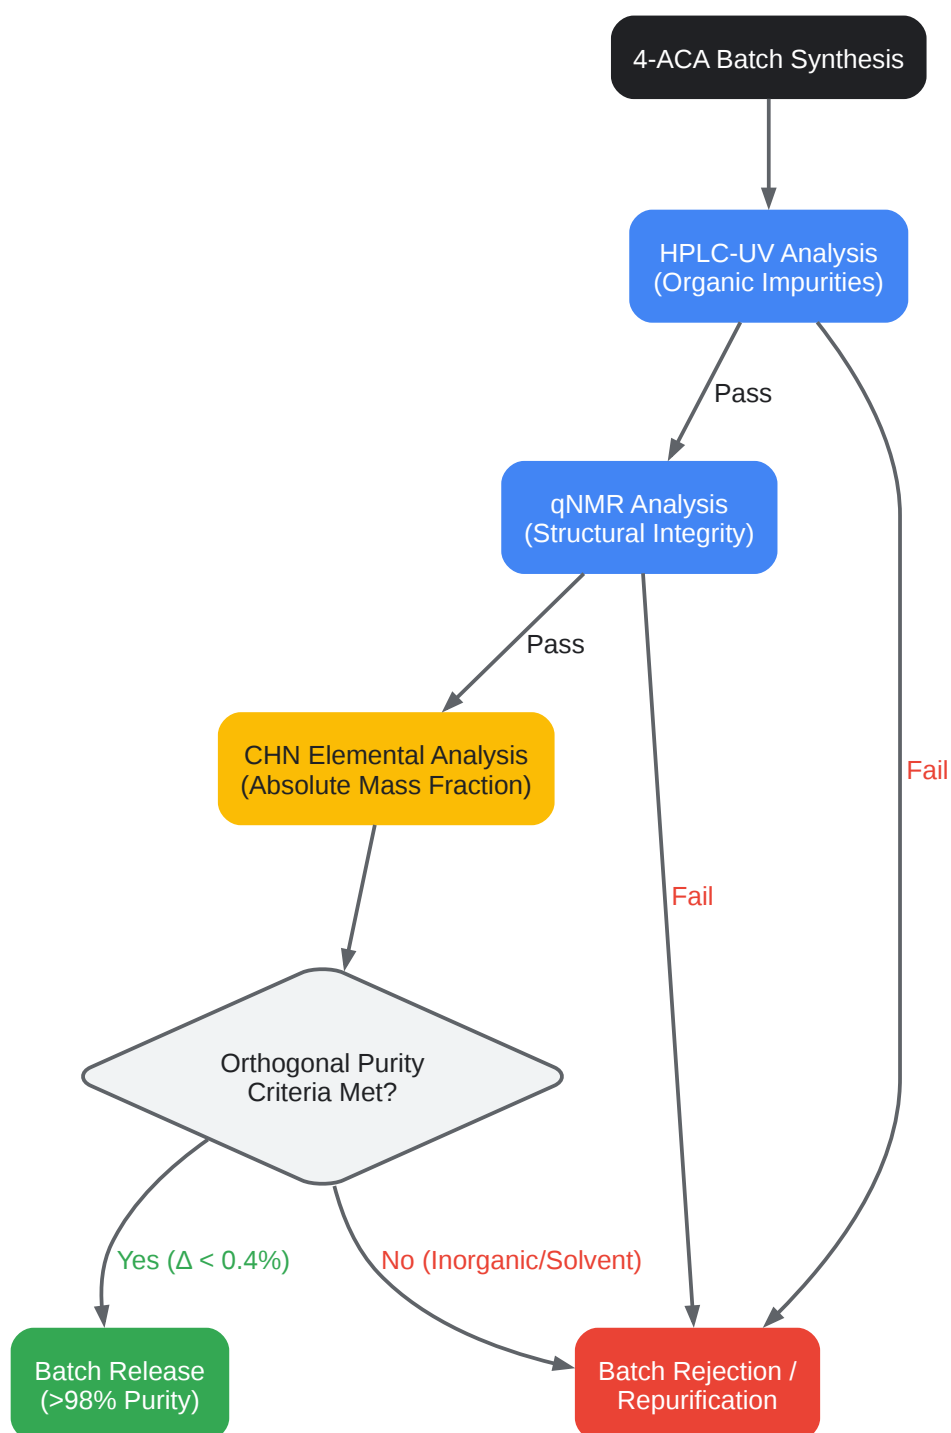 4-ACA Batch Synthesis
HPLC-UV Analysis
(Organic Impurities)
Pass
qNMR Analysis
(Structural Integrity)
Pass
CHN Elemental Analysis
(Absolute Mass Fraction)
Fail
Fail
Orthogonal Purity
Criteria Met?
Yes (Δ < 0.4%)
No (Inorganic/Solvent)
Batch Release
(>98% Purity)
Batch Rejection /
Repurification